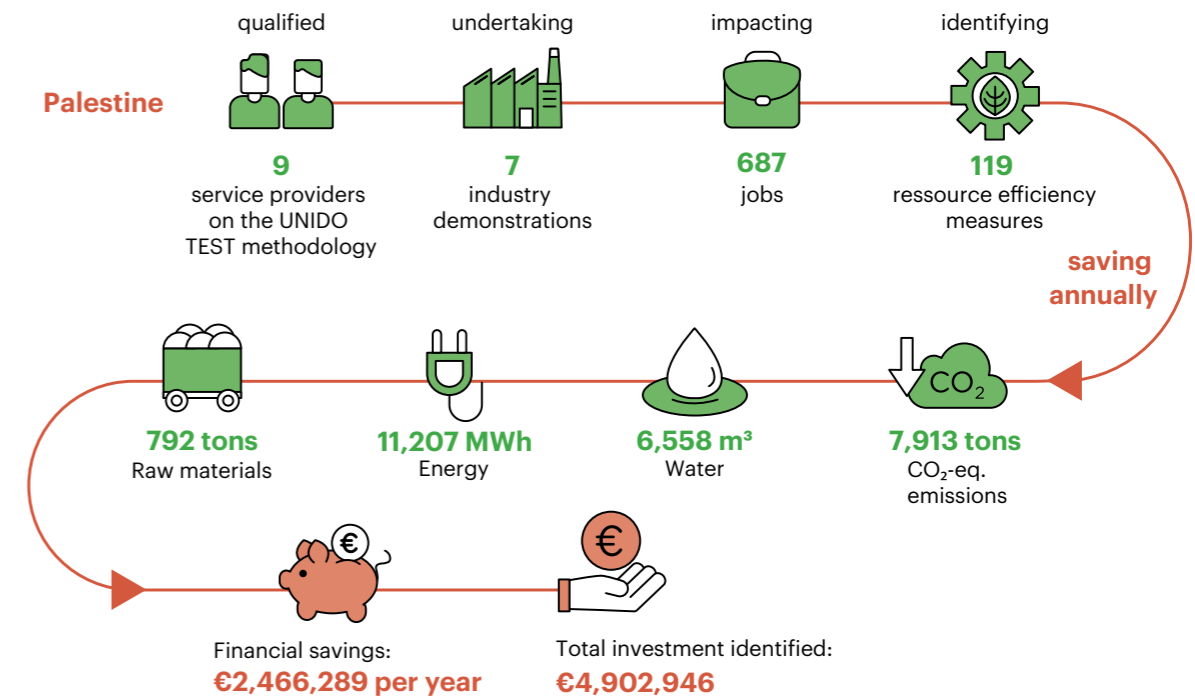 Palestine
qualified
9
service providers
on the UNIDO
TEST methodology
undertaking
7
industry
demonstrations
impacting
687
jobs
identifying
119
ressource efficiency
measures
saving
annually
CO₂
7,913 tons
CO₂-eq.
emissions
6,558 m³
Water
11,207 MWh
Energy
792 tons
Raw materials
€
Financial savings:
€2,466,289 per year
€
Total investment identified:
€4,902,946